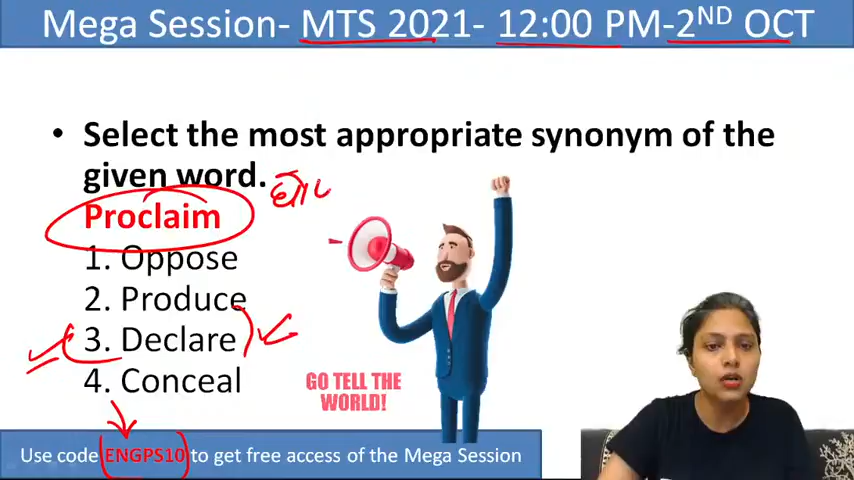 Mega Session- MTS 2021- 12:00 PM-2ND OCT
• Select the most appropriate synonym of the
given word.
Proclaim
1. Oppose
2. Produce
3. Declare
4. Conceal
GO TELL THE
WORLD!
Use code ENGPS10 to get free access of the Mega Session